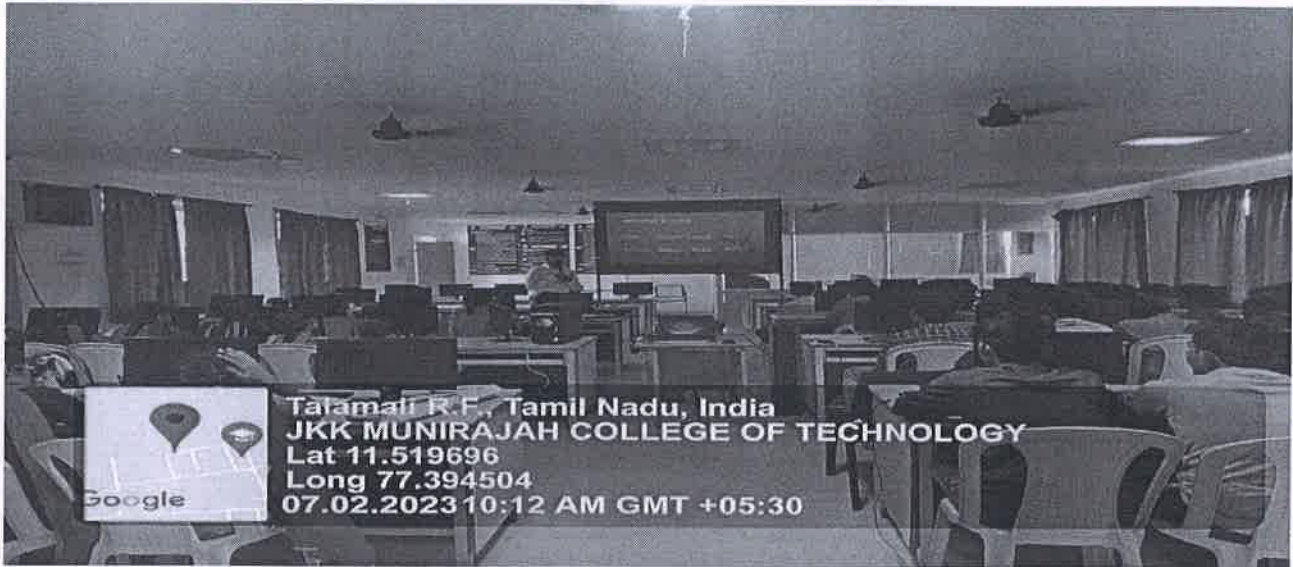 Talamali R.F., Tamil Nadu, India
JKK MUNIRAJAH COLLEGE OF TECHNOLOGY
Lat 11.519696
Long 77.394504
07.02.202310:12 AM GMT +05:30
Google